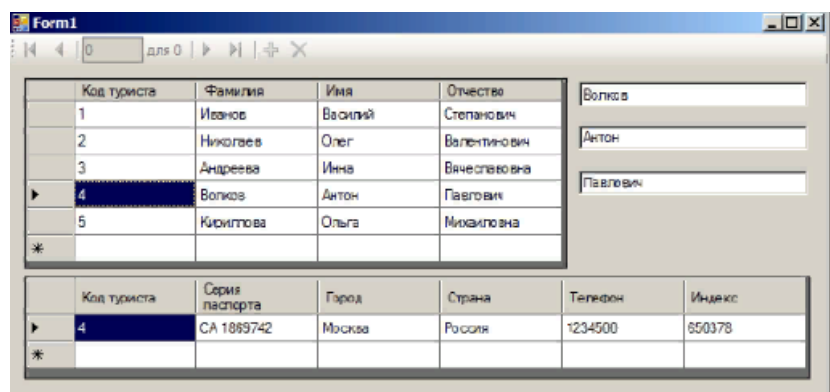 Form1
0 для 0
Код туриста Фамилия Имя Отчество
1 Иванов Василий Степанович
2 Николаев Олег Валентинович
3 Андреева Инна Вячеславовна
4 Волков Антон Павлович
5 Кириллова Ольга Михайловна
Волков
Антон
Павлович
Код туриста Серия паспорта Город Страна Телефон Индекс
4 СА 1869742 Москва Россия 1234500 650378